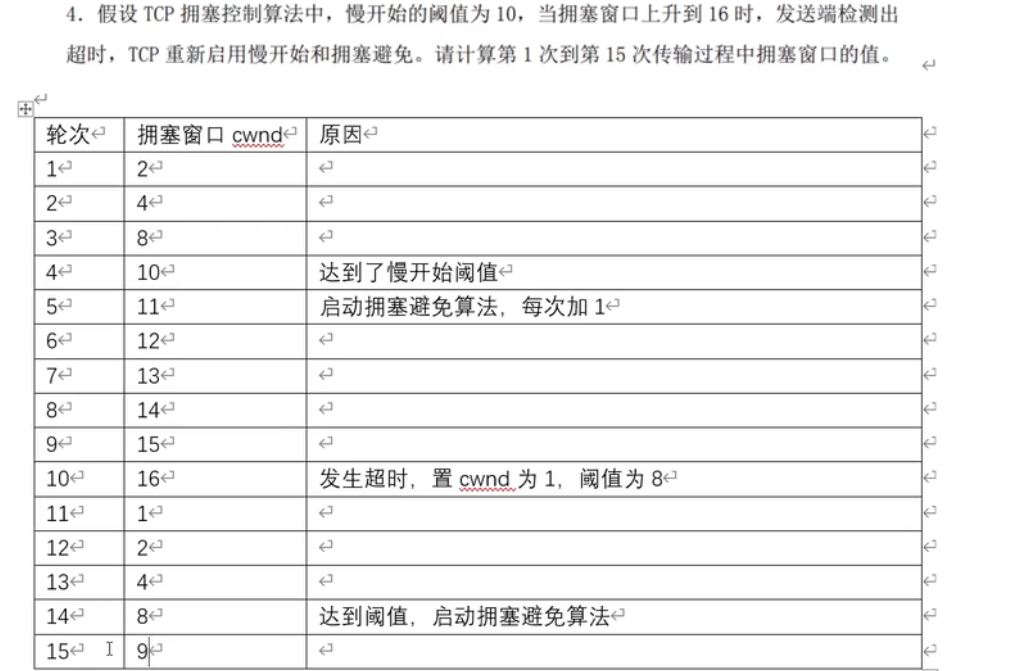 4. 假设 TCP 拥塞控制算法中，慢开始的阈值为 10，当拥塞窗口上升到 16 时，发送端检测出
超时，TCP 重新启用慢开始和拥塞避免。请计算第 1 次到第 15 次传输过程中拥塞窗口的值。
轮次 拥塞窗口 cwnd 原因
1 2
2 4
3 8
4 10 达到了慢开始阈值
5 11 启动拥塞避免算法，每次加 1
6 12
7 13
8 14
9 15
10 16 发生超时，置 cwnd 为 1，阈值为 8
11 1
12 2
13 4
14 8 达到阈值，启动拥塞避免算法
15 9